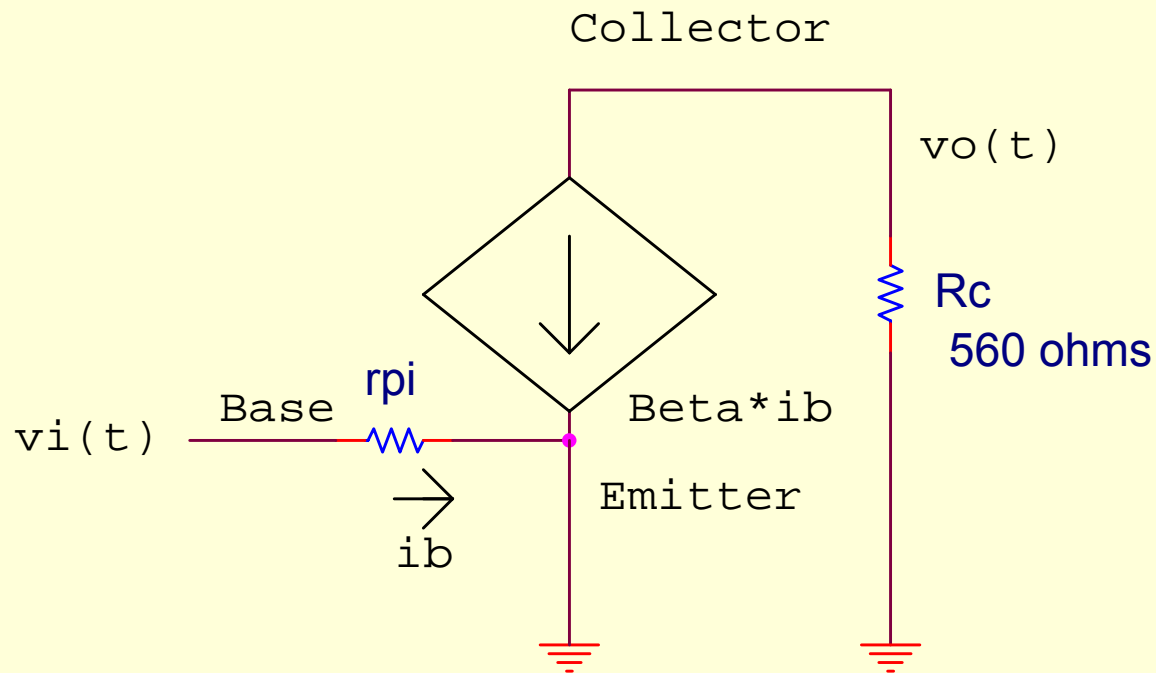 Collector
vo(t)
Rc
560 ohms
rpi
Base
Beta*ib
vi(t)
Emitter
ib